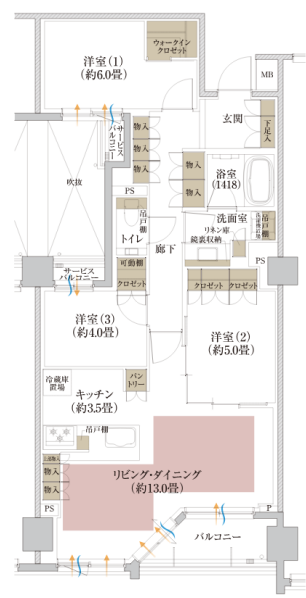 洋室（1）
（約6.0畳）
ウォークイン
クロゼット
MB
玄関
下足入
物入
物入
物入
サービス
バルコニー
吹抜
物入
物入
浴室
（1418）
PS
吊戸棚
トイレ
可動棚
廊下
洗面室
リネン庫
鏡裏収納
吊戸棚
PS
サービス
バルコニー
クロゼット
クロゼット
クロゼット
洋室（3）
（約4.0畳）
洋室（2）
（約5.0畳）
冷蔵庫
置場
パン
トリー
キッチン
（約3.5畳）
吊戸棚
物入
物入
リビング・ダイニング
（約13.0畳）
PS
P
バルコニー